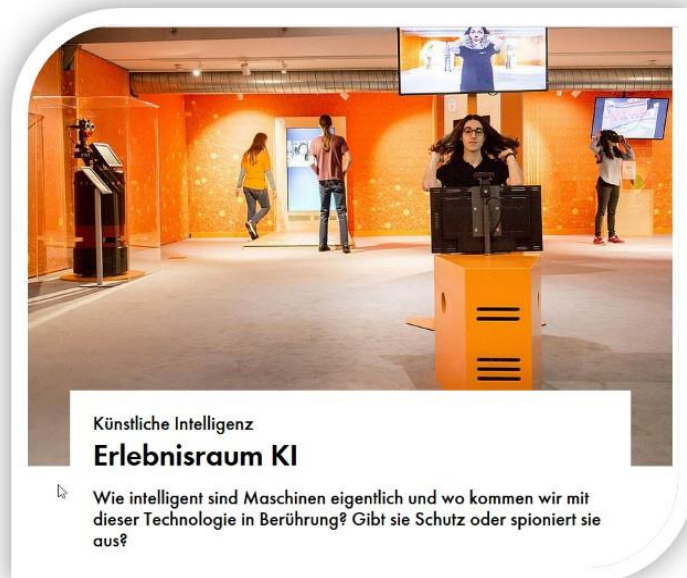 Künstliche Intelligenz
Erlebnisraum KI
Wie intelligent sind Maschinen eigentlich und wo kommen wir mit
dieser Technologie in Berührung? Gibt sie Schutz oder spioniert sie
aus?